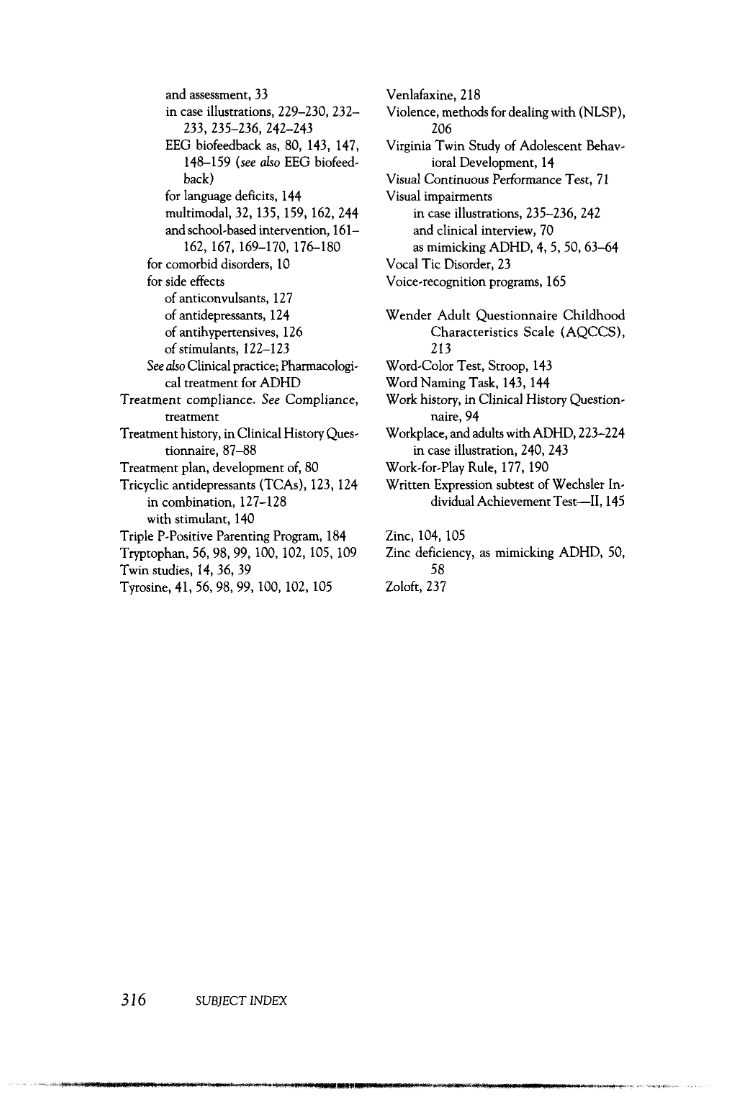 and assessment, 33
in case illustrations, 229–230, 232–
233, 235–236, 242–243
EEG biofeedback as, 80, 143, 147,
148–159 (see also EEG biofeed-
back)
for language deficits, 144
multimodal, 32, 135, 159, 162, 244
and school-based intervention, 161–
162, 167, 169–170, 176–180
for comorbid disorders, 10
for side effects
of anticonvulsants, 127
of antidepressants, 124
of antihypertensives, 126
of stimulants, 122–123
See also Clinical practice; Pharmacologi-
cal treatment for ADHD
Treatment compliance. See Compliance,
treatment
Treatment history, in Clinical History Ques-
tionnaire, 87–88
Treatment plan, development of, 80
Tricyclic antidepressants (TCAs), 123, 124
in combination, 127–128
with stimulant, 140
Triple P-Positive Parenting Program, 184
Tryptophan, 56, 98, 99, 100, 102, 105, 109
Twin studies, 14, 36, 39
Tyrosine, 41, 56, 98, 99, 100, 102, 105
Venlafaxine, 218
Violence, methods for dealing with (NLSP),
206
Virginia Twin Study of Adolescent Behav-
ioral Development, 14
Visual Continuous Performance Test, 71
Visual impairments
in case illustrations, 235–236, 242
and clinical interview, 70
as mimicking ADHD, 4, 5, 50, 63–64
Vocal Tic Disorder, 23
Voice-recognition programs, 165
Wender Adult Questionnaire Childhood
Characteristics Scale (AQCCS),
213
Word-Color Test, Stroop, 143
Word Naming Task, 143, 144
Work history, in Clinical History Question-
naire, 94
Workplace, and adults with ADHD, 223–224
in case illustration, 240, 243
Work-for-Play Rule, 177, 190
Written Expression subtest of Wechsler In-
dividual Achievement Test—II, 145
Zinc, 104, 105
Zinc deficiency, as mimicking ADHD, 50,
58
Zoloft, 237
316 SUBJECT INDEX